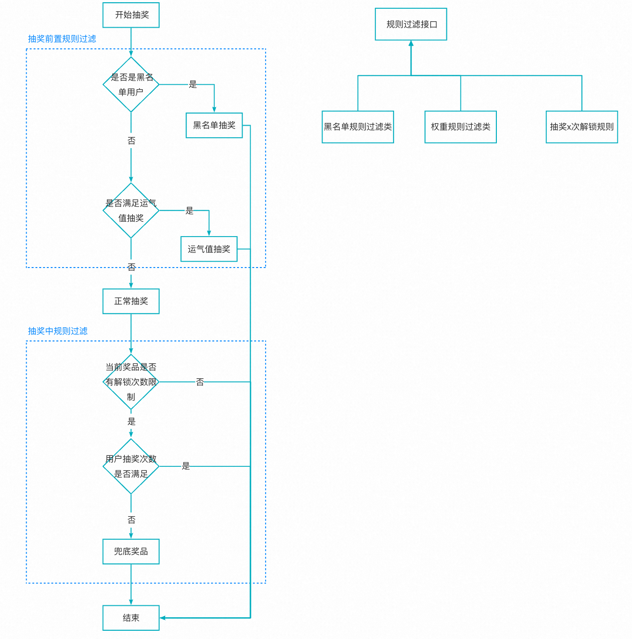 开始抽奖
抽奖前置规则过滤
是否是黑名
单用户
是
黑名单抽奖
否
是否满足运气
值抽奖
是
运气值抽奖
否
正常抽奖
抽奖中规则过滤
当前奖品是否
有解锁次数限
制
否
是
用户抽奖次数
是否满足
是
否
兜底奖品
结束
规则过滤接口
黑名单规则过滤类
权重规则过滤类
抽奖x次解锁规则